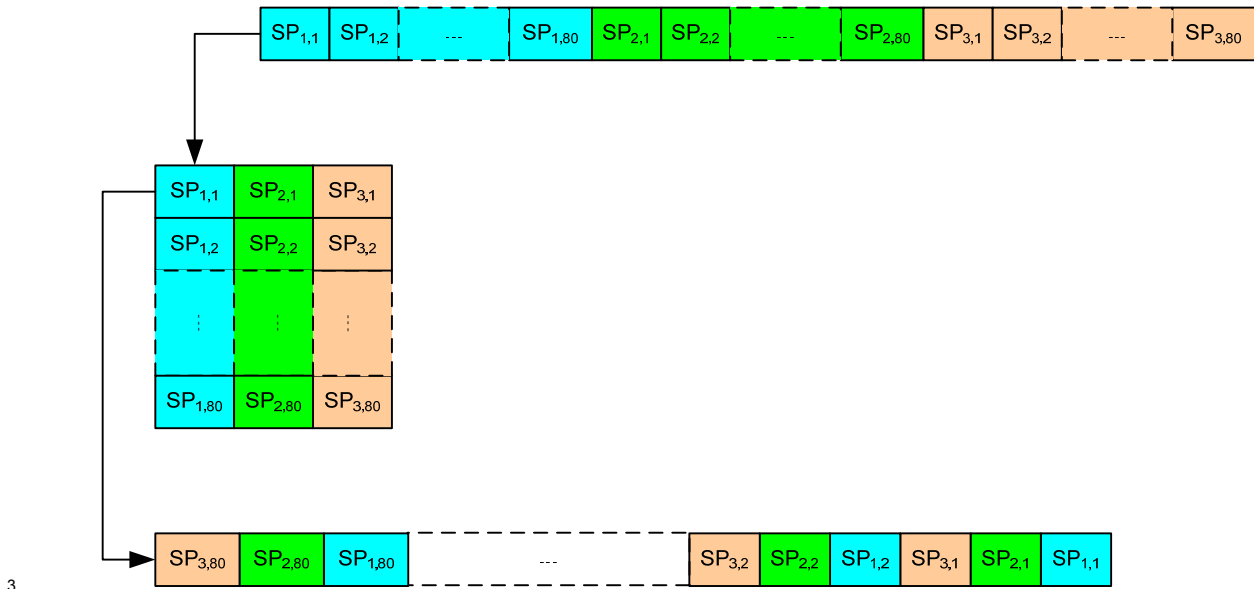 SP1,1 SP1,2 --- SP1,80 SP2,1 SP2,2 --- SP2,80 SP3,1 SP3,2 --- SP3,80
SP1,1 SP2,1 SP3,1
SP1,2 SP2,2 SP3,2
⋮ ⋮ ⋮
SP1,80 SP2,80 SP3,80
SP3,80 SP2,80 SP1,80 --- SP3,2 SP2,2 SP1,2 SP3,1 SP2,1 SP1,1
3